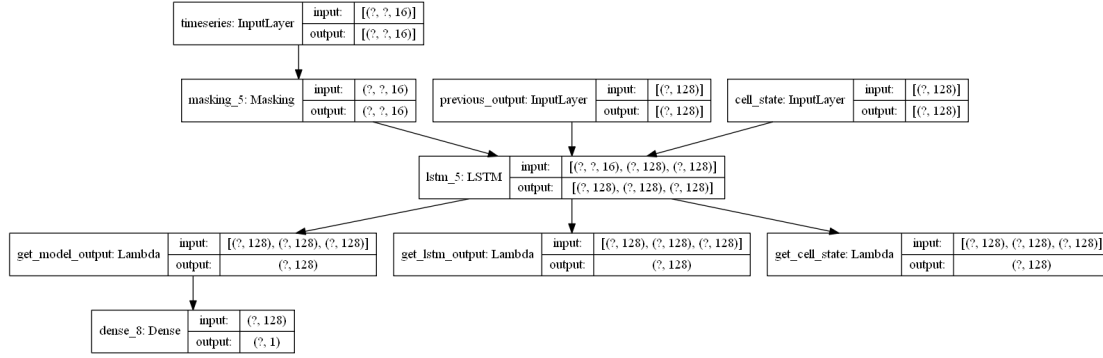 timeseries: InputLayer input: [(?, ?, 16)]
output: [(?, ?, 16)]
masking_5: Masking input: (?, ?, 16)
output: (?, ?, 16)
previous_output: InputLayer input: [(?, 128)]
output: [(?, 128)]
cell_state: InputLayer input: [(?, 128)]
output: [(?, 128)]
lstm_5: LSTM input: [(?, ?, 16), (?, 128), (?, 128)]
output: [(?, 128), (?, 128), (?, 128)]
get_model_output: Lambda input: [(?, 128), (?, 128), (?, 128)]
output: (?, 128)
get_lstm_output: Lambda input: [(?, 128), (?, 128), (?, 128)]
output: (?, 128)
get_cell_state: Lambda input: [(?, 128), (?, 128), (?, 128)]
output: (?, 128)
dense_8: Dense input: (?, 128)
output: (?, 1)